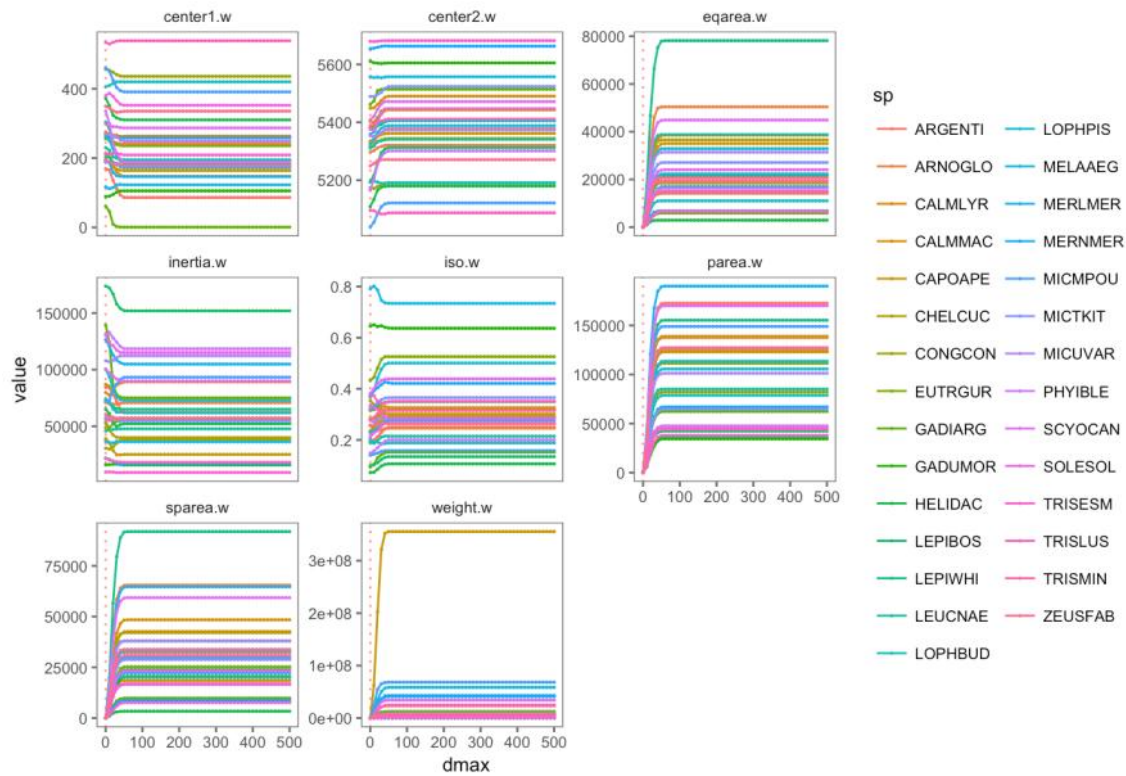 center1.w
center2.w
eqarea.w
400
200
0
5600
5400
5200
80000
60000
40000
20000
0
inertia.w
iso.w
parea.w
value
150000
100000
50000
0.8
0.6
0.4
0.2
150000
100000
50000
0
0 100 200 300 400 500
sparea.w
weight.w
75000
50000
25000
0
3e+08
2e+08
1e+08
0e+00
0 100 200 300 400 500
0 100 200 300 400 500
dmax
sp
ARGENTI
ARNOGLO
CALMLYR
CALMMAC
CAPOAPE
CHELCUC
CONGCON
EUTRGUR
GADIARG
GADUMOR
HELIDAC
LEPIBOS
LEPIWHI
LEUCNAE
LOPHBUD
LOPHPIS
MELAAEG
MERLMER
MERNMER
MICMPOU
MICTKIT
MICUVAR
PHYIBLE
SCYOCAN
SOLESOL
TRISESM
TRISLUS
TRISMIN
ZEUSFAB